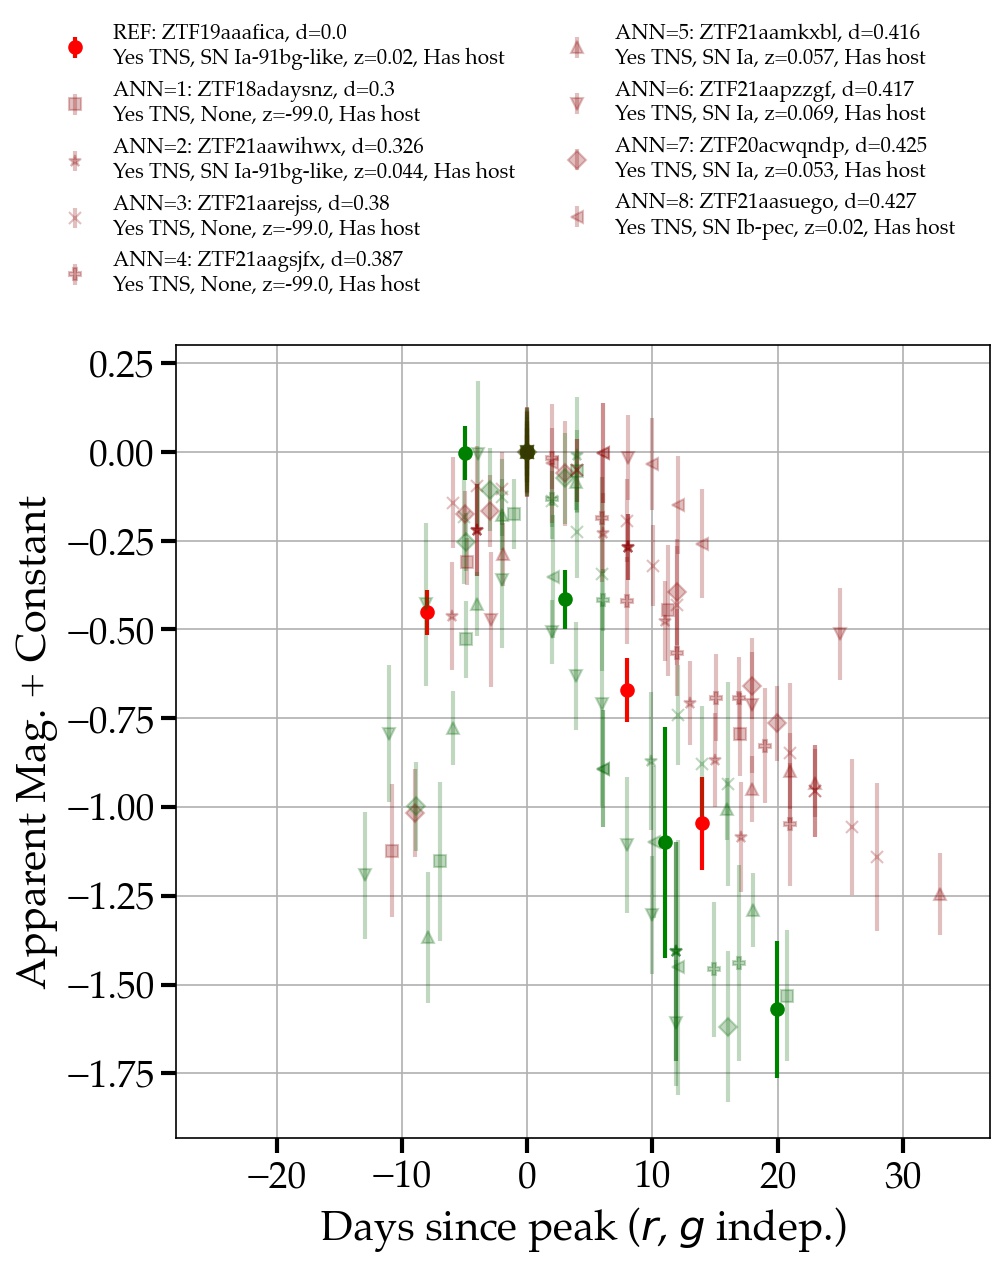 REF: ZTF19aaafica, d=0.0
Yes TNS, SN Ia-91bg-like, z=0.02, Has host
ANN=1: ZTF18adaysnz, d=0.3
Yes TNS, None, z=-99.0, Has host
ANN=2: ZTF21aawihwx, d=0.326
Yes TNS, SN Ia-91bg-like, z=0.044, Has host
ANN=3: ZTF21aarejss, d=0.38
Yes TNS, None, z=-99.0, Has host
ANN=4: ZTF21aagsjfx, d=0.387
Yes TNS, None, z=-99.0, Has host
ANN=5: ZTF21aamkxbl, d=0.416
Yes TNS, SN Ia, z=0.057, Has host
ANN=6: ZTF21aapzzgf, d=0.417
Yes TNS, SN Ia, z=0.069, Has host
ANN=7: ZTF20acwqndp, d=0.425
Yes TNS, SN Ia, z=0.053, Has host
ANN=8: ZTF21aasuego, d=0.427
Yes TNS, SN Ib-pec, z=0.02, Has host
Apparent Mag. + Constant
0.25
0.00
−0.25
−0.50
−0.75
−1.00
−1.25
−1.50
−1.75
−20
−10
0
10
20
30
Days since peak (r, g indep.)